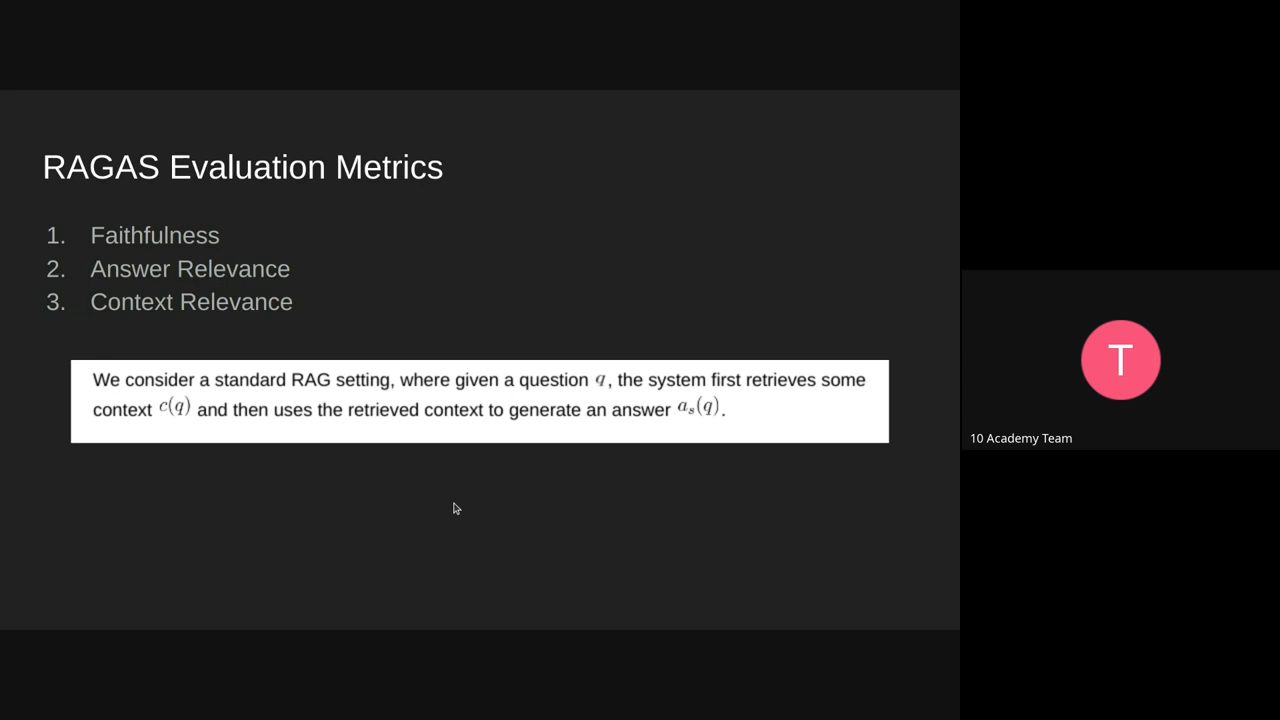 RAGAS Evaluation Metrics
1. Faithfulness
2. Answer Relevance
3. Context Relevance
We consider a standard RAG setting, where given a question q, the system first retrieves some
context c(q) and then uses the retrieved context to generate an answer aₛ(q).
T
10 Academy Team